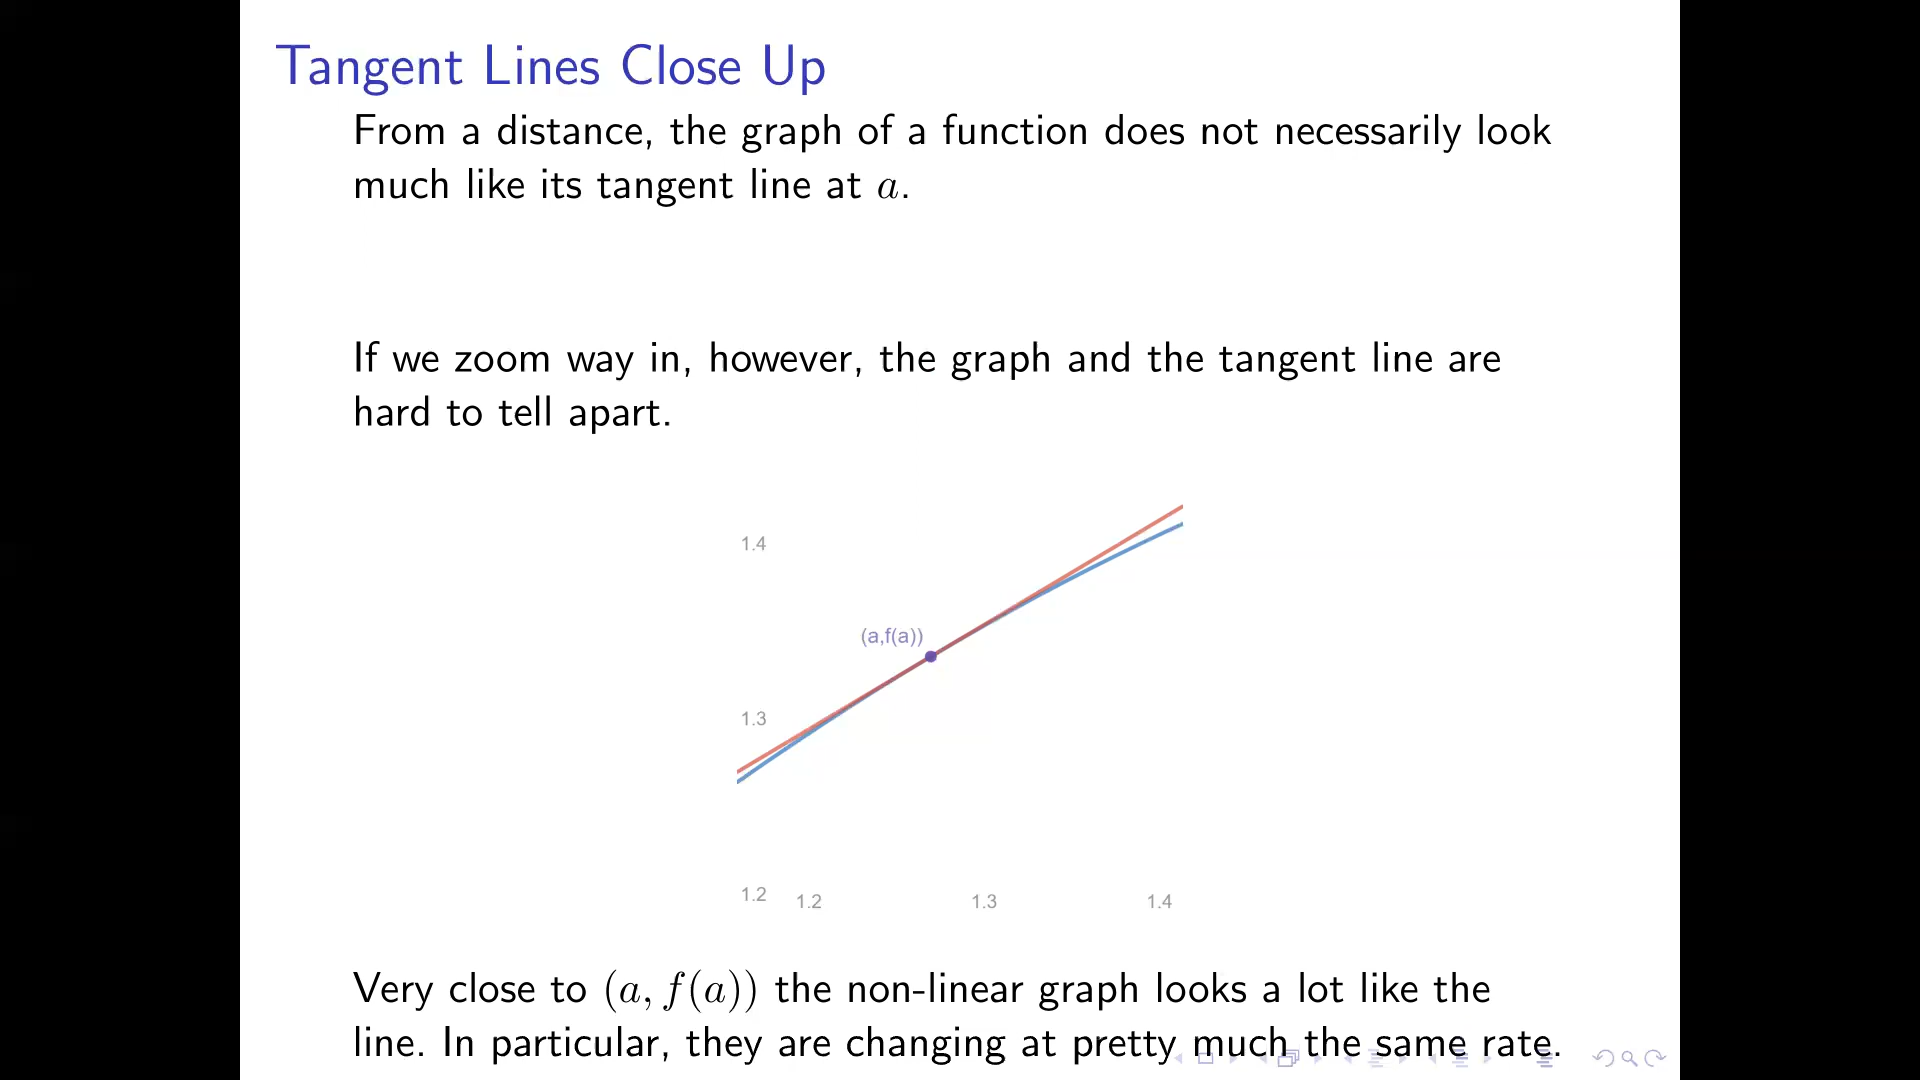 Tangent Lines Close Up
From a distance, the graph of a function does not necessarily look
much like its tangent line at a.
If we zoom way in, however, the graph and the tangent line are
hard to tell apart.
1.4
(a,f(a))
1.3
1.2
1.2 1.3 1.4
Very close to (a, f(a)) the non-linear graph looks a lot like the
line. In particular, they are changing at pretty much the same rate.